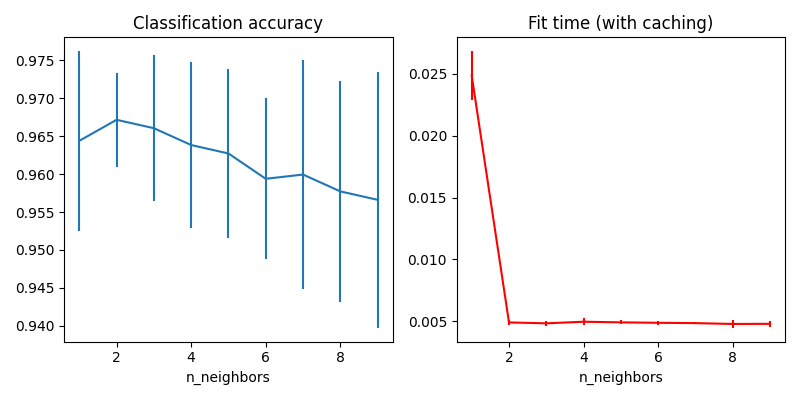 Classification accuracy
0.975
0.970
0.965
0.960
0.955
0.950
0.945
0.940
2 4 6 8
n_neighbors
Fit time (with caching)
0.025
0.020
0.015
0.010
0.005
2 4 6 8
n_neighbors